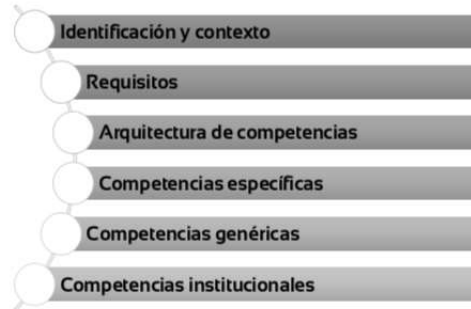 Identificación y contexto
Requisitos
Arquitectura de competencias
Competencias específicas
Competencias genéricas
Competencias institucionales